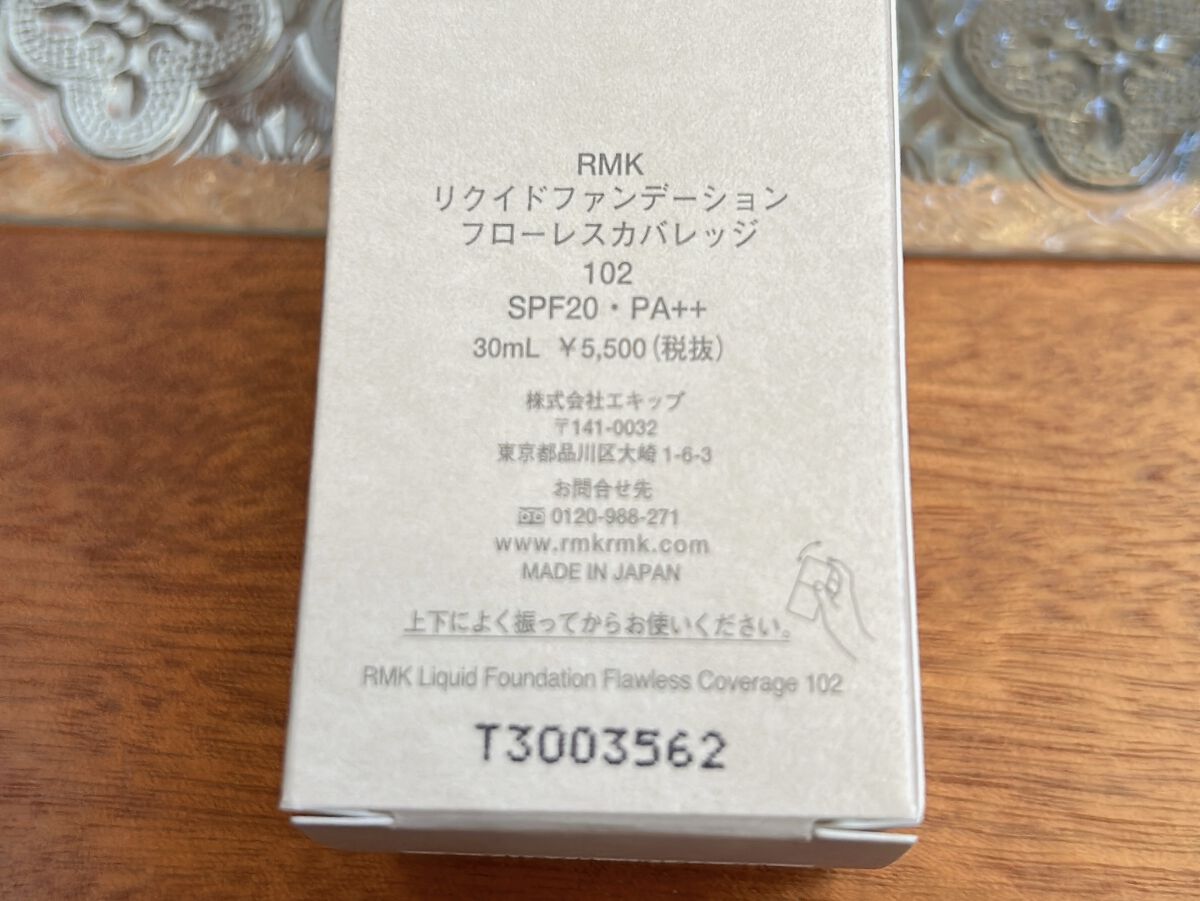 RMK
リクイドファンデーション
フローレスカバレッジ
102
SPF20・PA++
30mL ¥5,500(税抜)
株式会社エキップ
〒141-0032
東京都品川区大崎1-6-3
お問合せ先
0120-988-271
www.rmkrmk.com
MADE IN JAPAN
上下によく振ってからお使いください。
RMK Liquid Foundation Flawless Coverage 102
T3003562